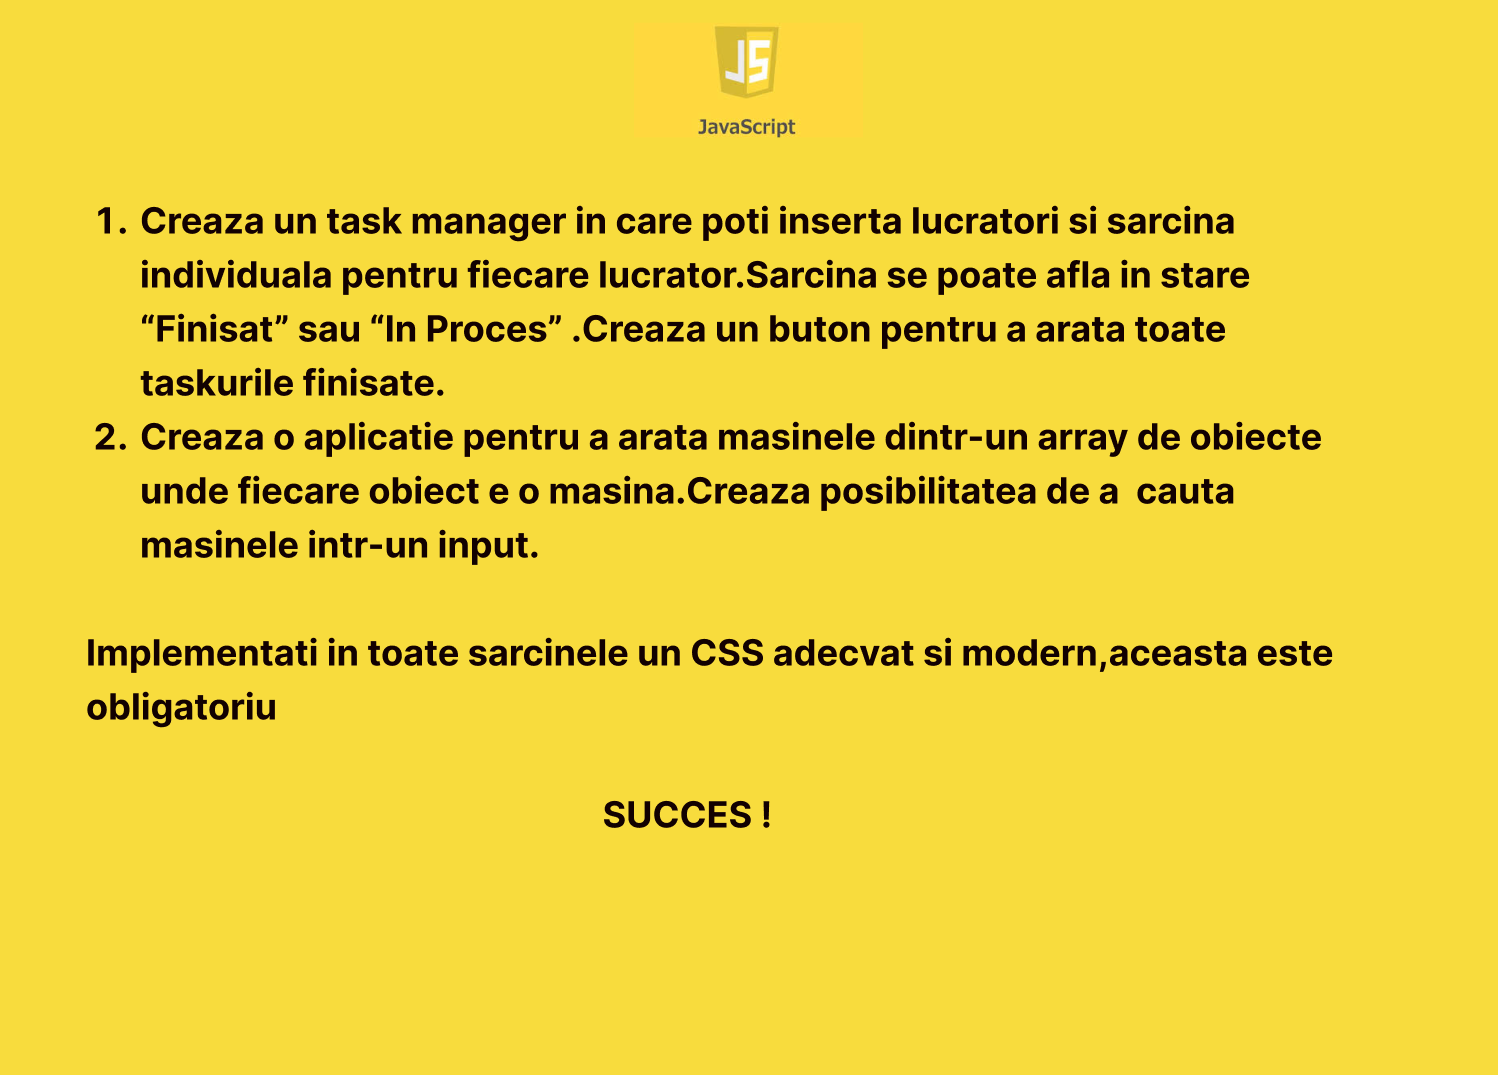 JS
JavaScript
1. Creaza un task manager in care poti inserta lucratori si sarcina
individuala pentru fiecare lucrator.Sarcina se poate afla in stare
“Finisat” sau “In Proces” .Creaza un buton pentru a arata toate
taskurile finisate.
2. Creaza o aplicatie pentru a arata masinele dintr-un array de obiecte
unde fiecare obiect e o masina.Creaza posibilitatea de a  cauta
masinele intr-un input.
Implementati in toate sarcinele un CSS adecvat si modern,aceasta este
obligatoriu
SUCCES !